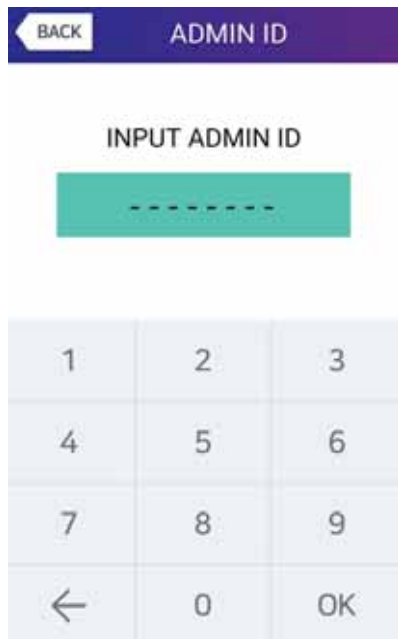 BACK ADMIN ID
INPUT ADMIN ID
--------
1 2 3
4 5 6
7 8 9
← 0 OK